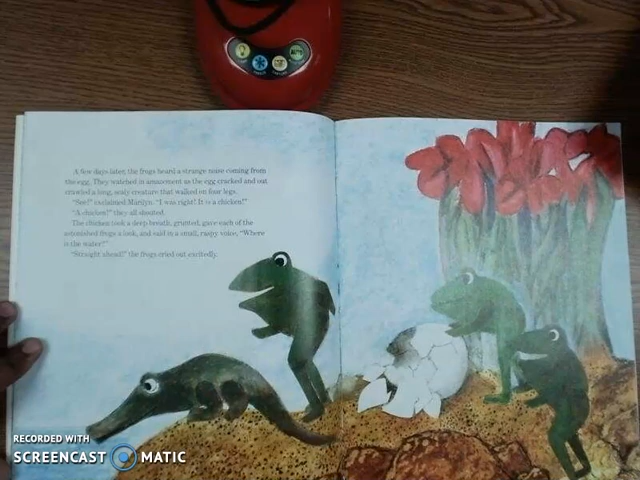 A few days later, the frogs heard a strange noise coming from
the egg. They watched in amazement as the egg cracked and out
crawled a long, scaly creature that walked on four legs.
"See!" exclaimed Marilyn. "I was right! It is a chicken!"
"A chicken!" they all shouted.
The chicken took a deep breath, grunted, gave each of the
astonished frogs a look, and said in a small, raspy voice, "Where
is the water?"
"Straight ahead!" the frogs cried out excitedly.
RECORDED WITH
SCREENCAST MATIC